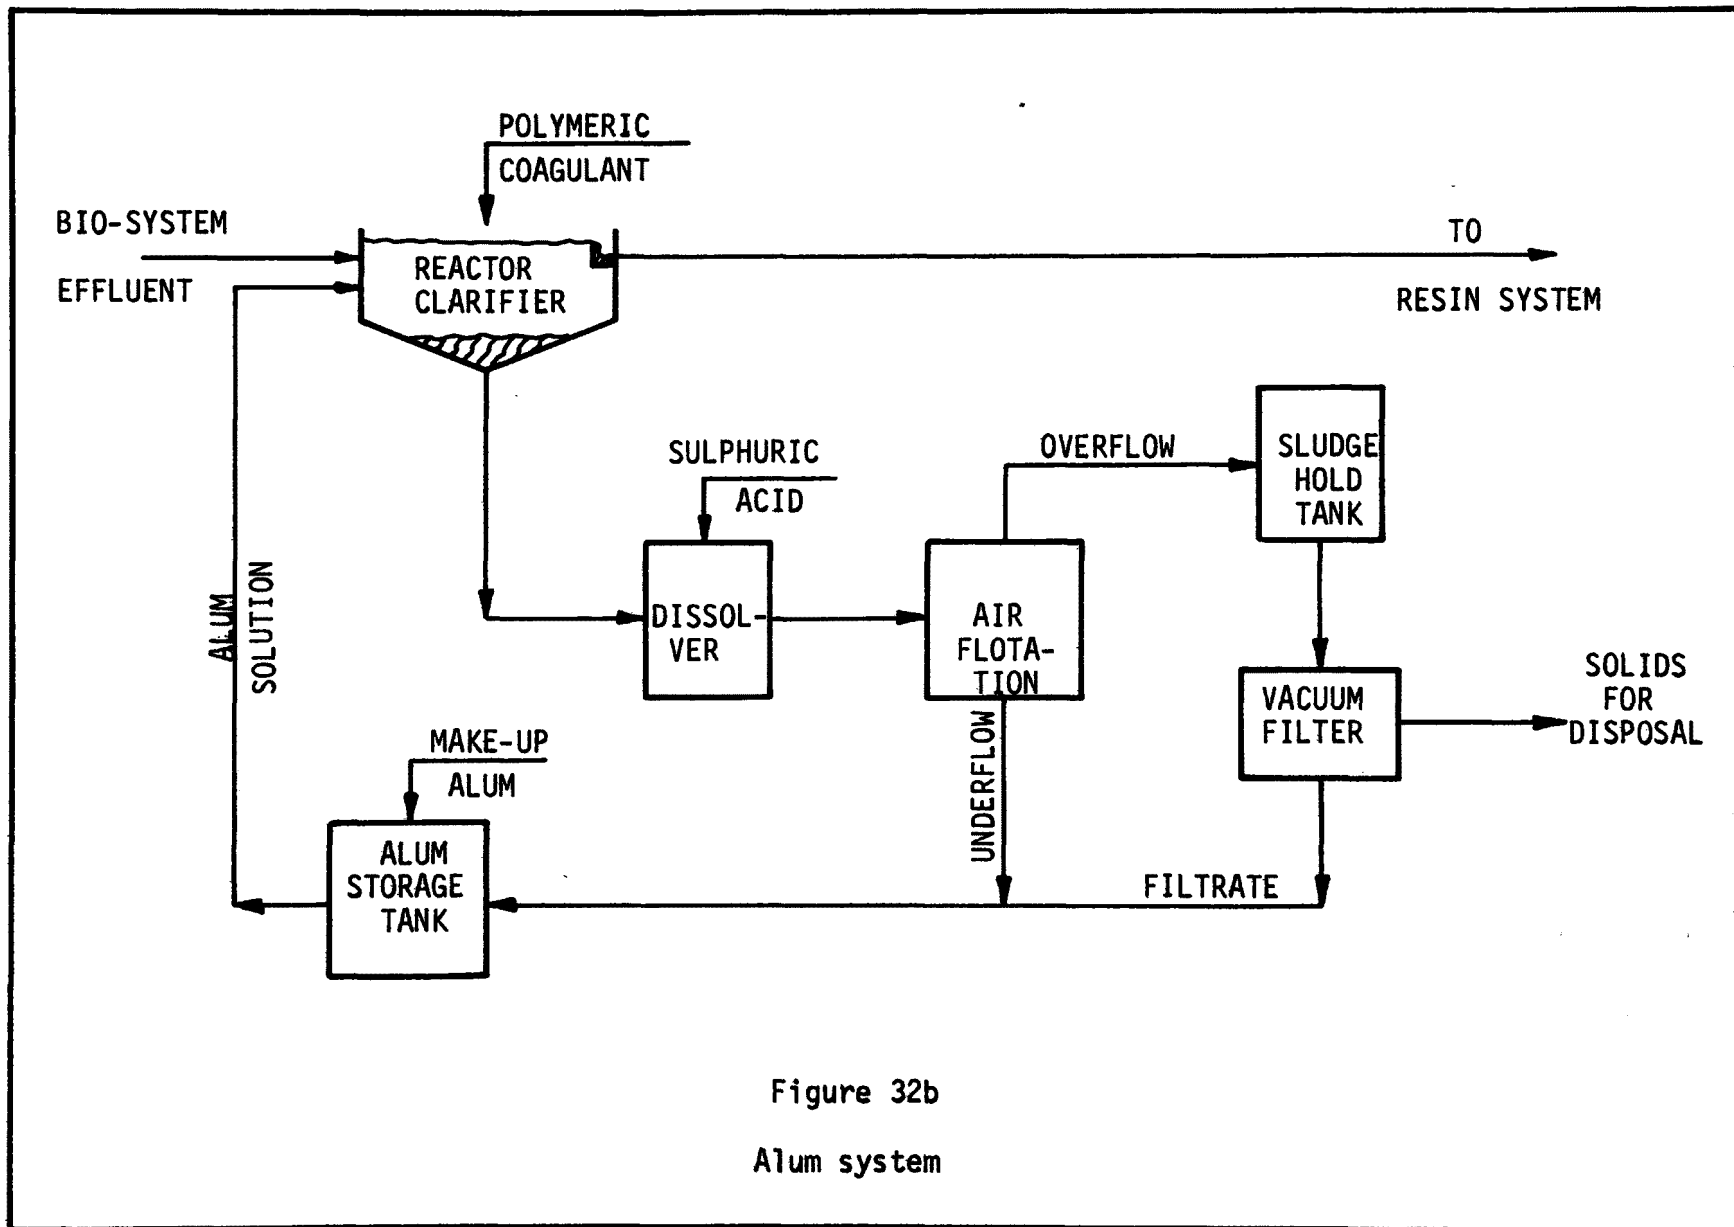 POLYMERIC
COAGULANT
BIO-SYSTEM
EFFLUENT
REACTOR
CLARIFIER
TO
RESIN SYSTEM
SULPHURIC
ACID
OVERFLOW
SLUDGE
HOLD
TANK
DISSOL-
VER
AIR
FLOTA-
TION
ALUM
SOLUTION
UNDERFLOW
VACUUM
FILTER
SOLIDS
FOR
DISPOSAL
MAKE-UP
ALUM
ALUM
STORAGE
TANK
FILTRATE
Figure 32b
Alum system